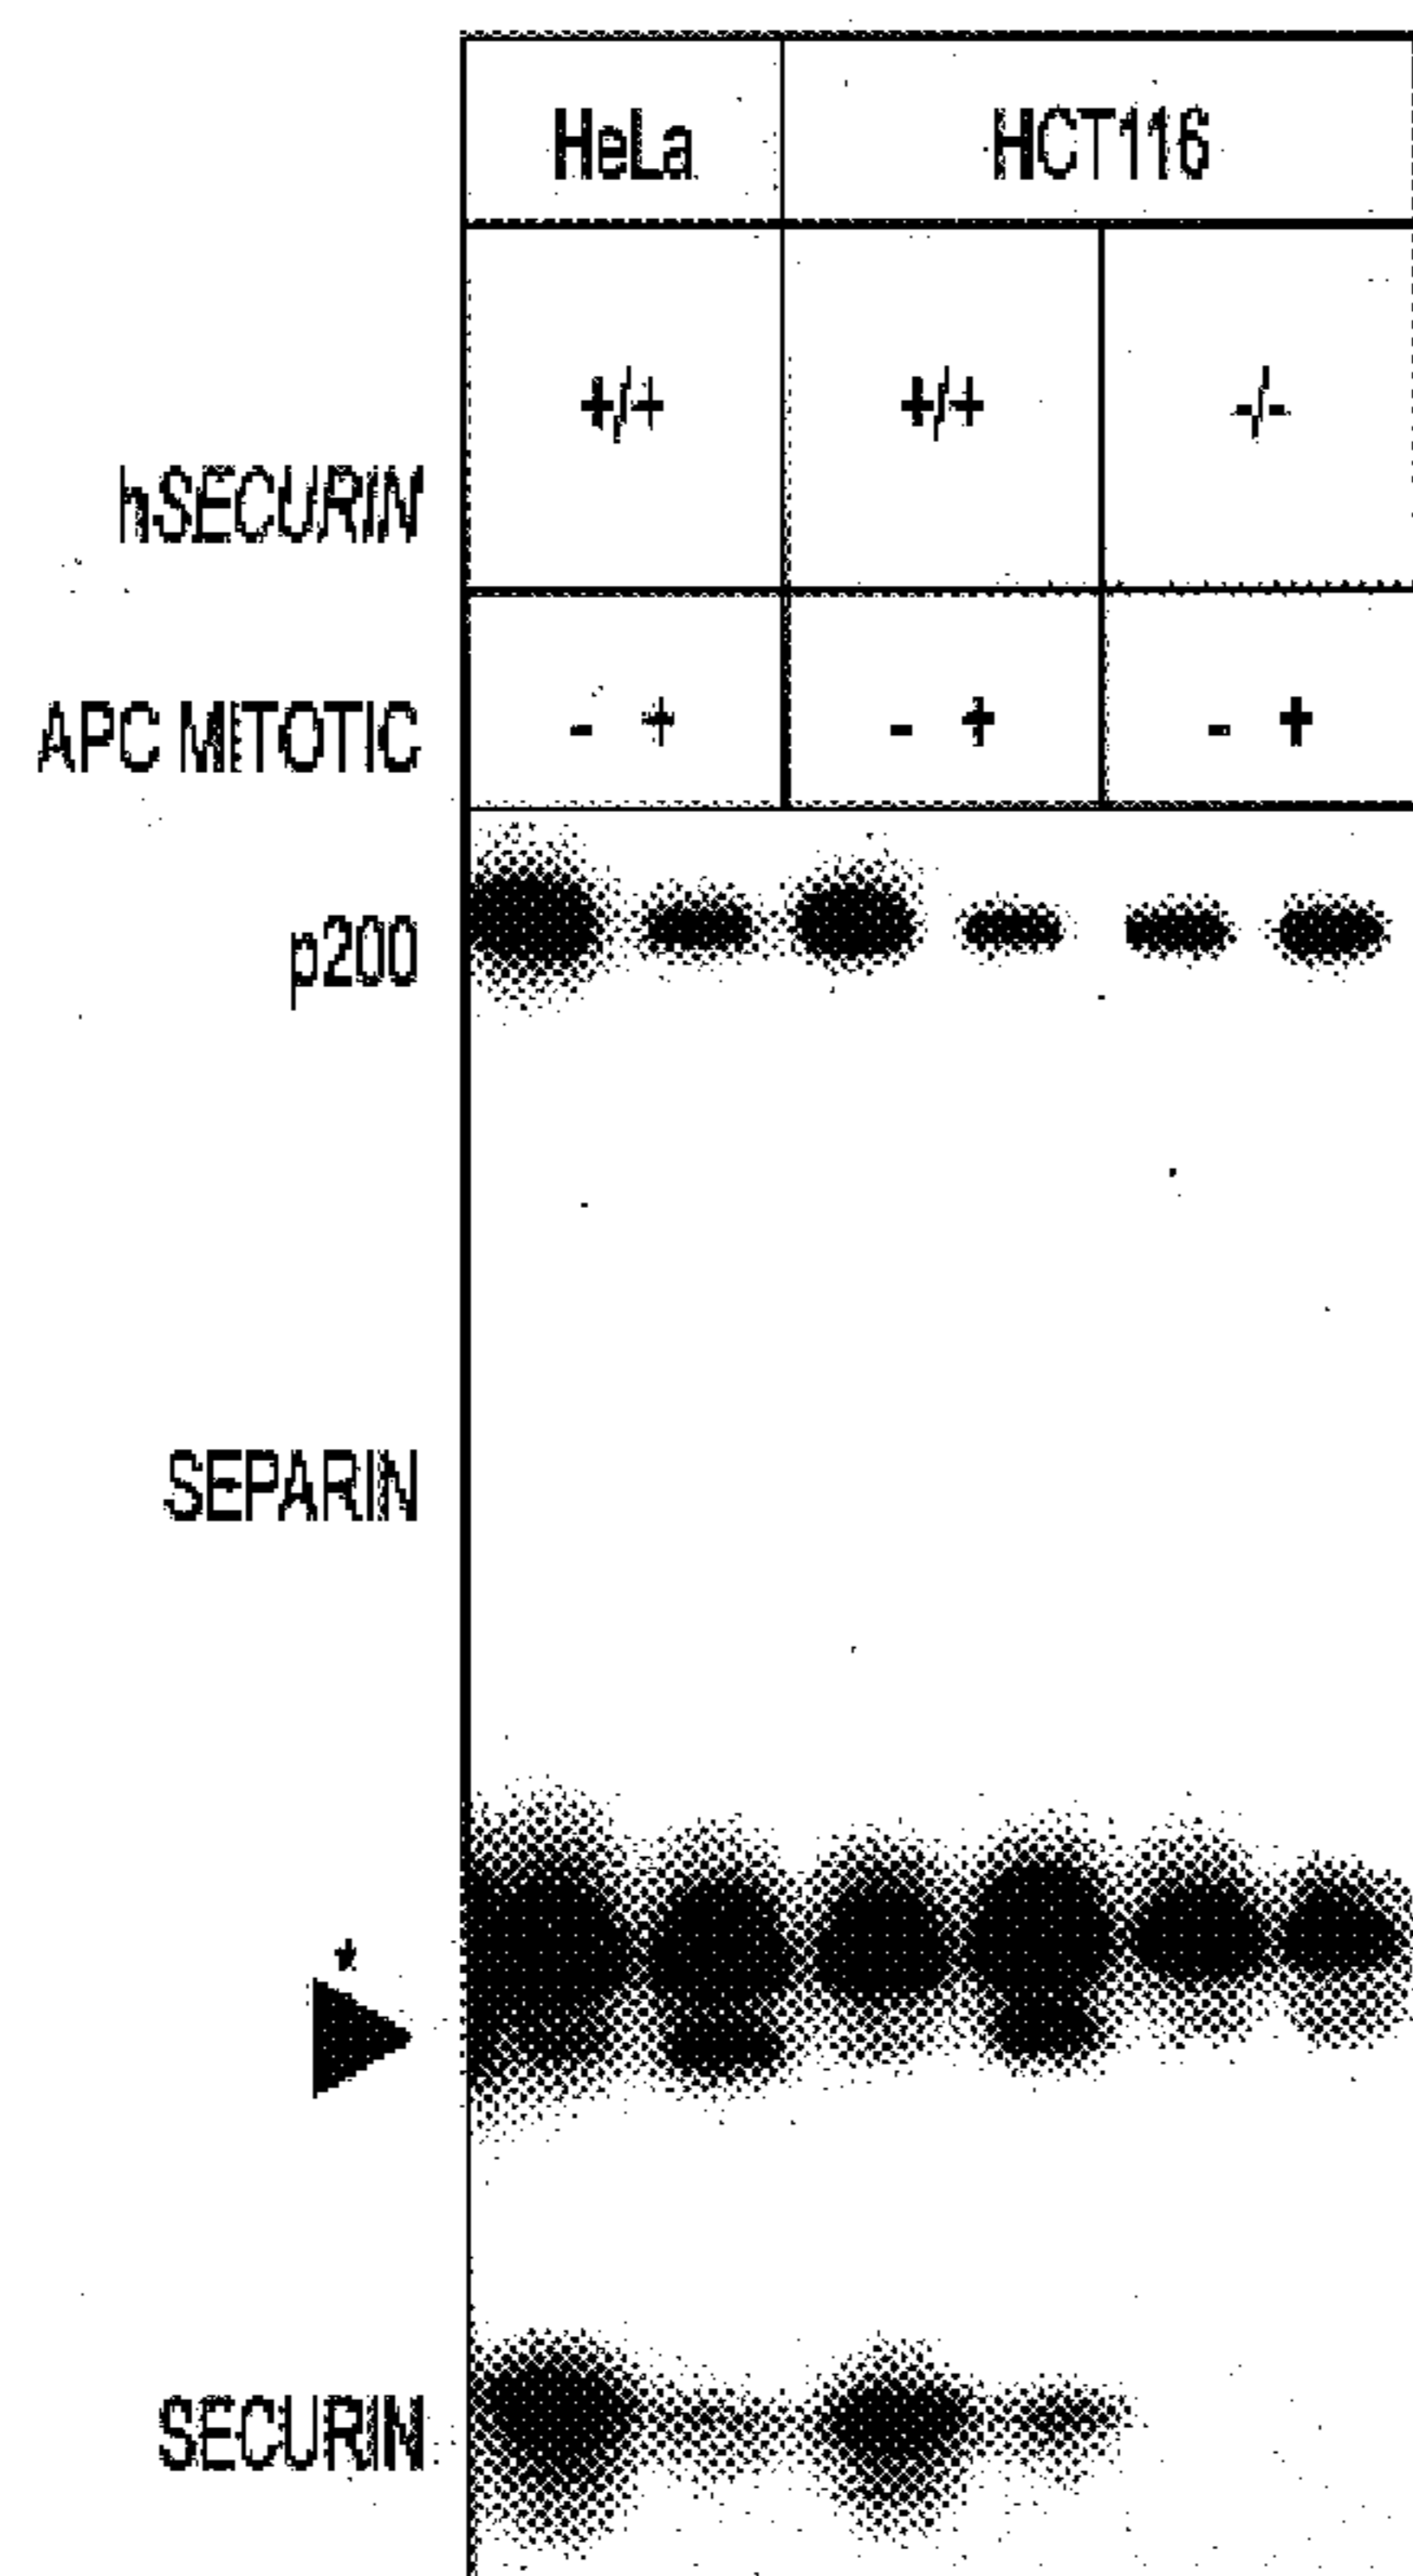 HeLa HCT116
hSECURIN +/+ +/+ -/-
APC MITOTIC - + - + - +
p200
SEPARIN
*
SECURIN